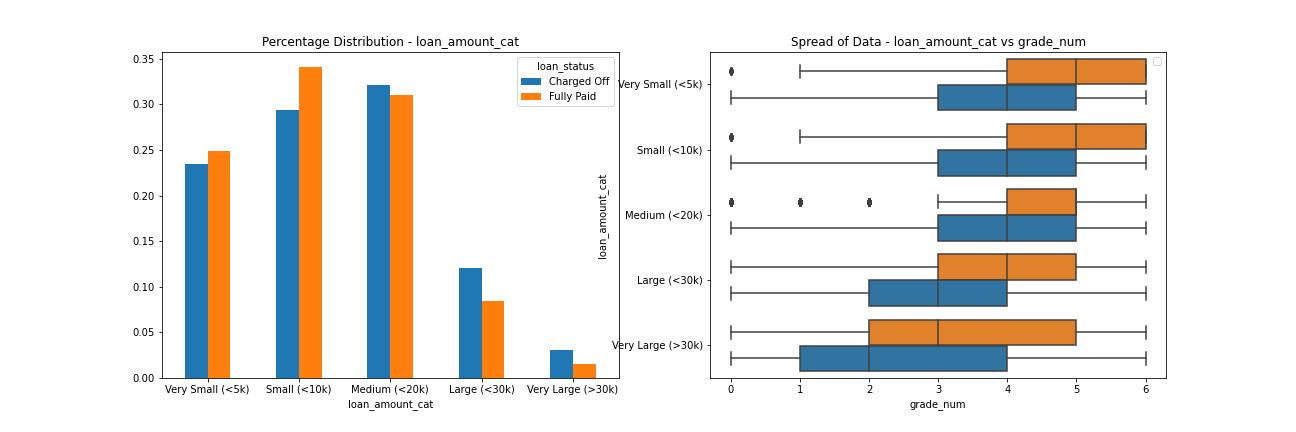 Percentage Distribution - loan_amount_cat
0.35
0.30
0.25
0.20
0.15
0.10
0.05
0.00
loan_status
Charged Off
Fully Paid
Very Small (<5k) Small (<10k) Medium (<20k) Large (<30k) Very Large (>30k)
loan_amount_cat
Spread of Data - loan_amount_cat vs grade_num
loan_amount_cat
Very Small (<5k)
Small (<10k)
Medium (<20k)
Large (<30k)
Very Large (>30k)
0 1 2 3 4 5 6
grade_num